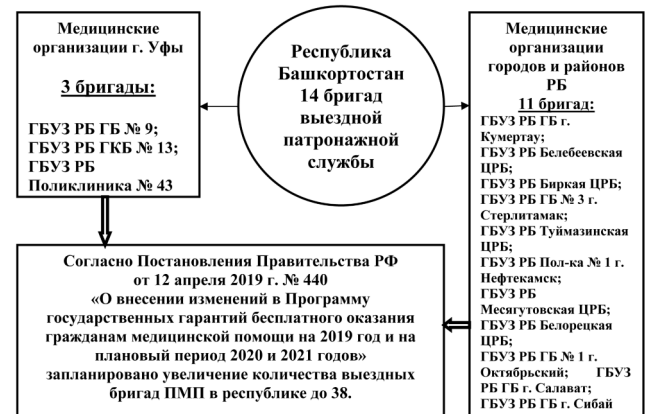 Медицинские
организации г. Уфы
3 бригады:
ГБУЗ РБ ГБ № 9;
ГБУЗ РБ ГКБ № 13;
ГБУЗ РБ
Поликлиника № 43
Республика
Башкортостан
14 бригад
выездной
патронажной
службы
Медицинские
организации
городов и районов
РБ
11 бригад:
ГБУЗ РБ ГБ г.
Кумертау;
ГБУЗ РБ Белебеевская
ЦРБ;
ГБУЗ РБ Биркая ЦРБ;
ГБУЗ РБ ГБ № 3 г.
Стерлитамак;
ГБУЗ РБ Туймазинская
ЦРБ;
ГБУЗ РБ Пол-ка № 1 г.
Нефтекамск;
ГБУЗ РБ
Месягутовская ЦРБ;
ГБУЗ РБ Белорецкая
ЦРБ;
ГБУЗ РБ ГБ № 1 г.
Октябрьский; ГБУЗ
РБ ГБ г. Салават;
ГБУЗ РБ ГБ г. Сибай
Согласно Постановления Правительства РФ
от 12 апреля 2019 г. № 440
«О внесении изменений в Программу
государственных гарантий бесплатного оказания
гражданам медицинской помощи на 2019 год и на
плановый период 2020 и 2021 годов»
запланировано увеличение количества выездных
бригад ПМП в республике до 38.